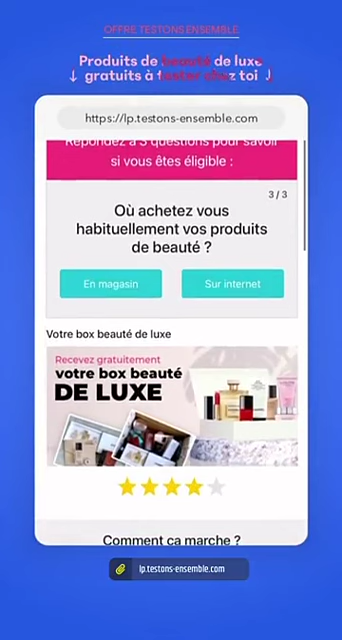 OFFRE TESTONS ENSEMBLE
Produits de beauté de luxe
↓ gratuits à tester chez toi ↓
https://lp.testons-ensemble.com
Répondez à 3 questions pour savoir
si vous êtes éligible :
3 / 3
Où achetez vous
habituellement vos produits
de beauté ?
En magasin
Sur internet
Votre box beauté de luxe
Recevez gratuitement
votre box beauté
DE LUXE
Comment ça marche ?
lp.testons-ensemble.com